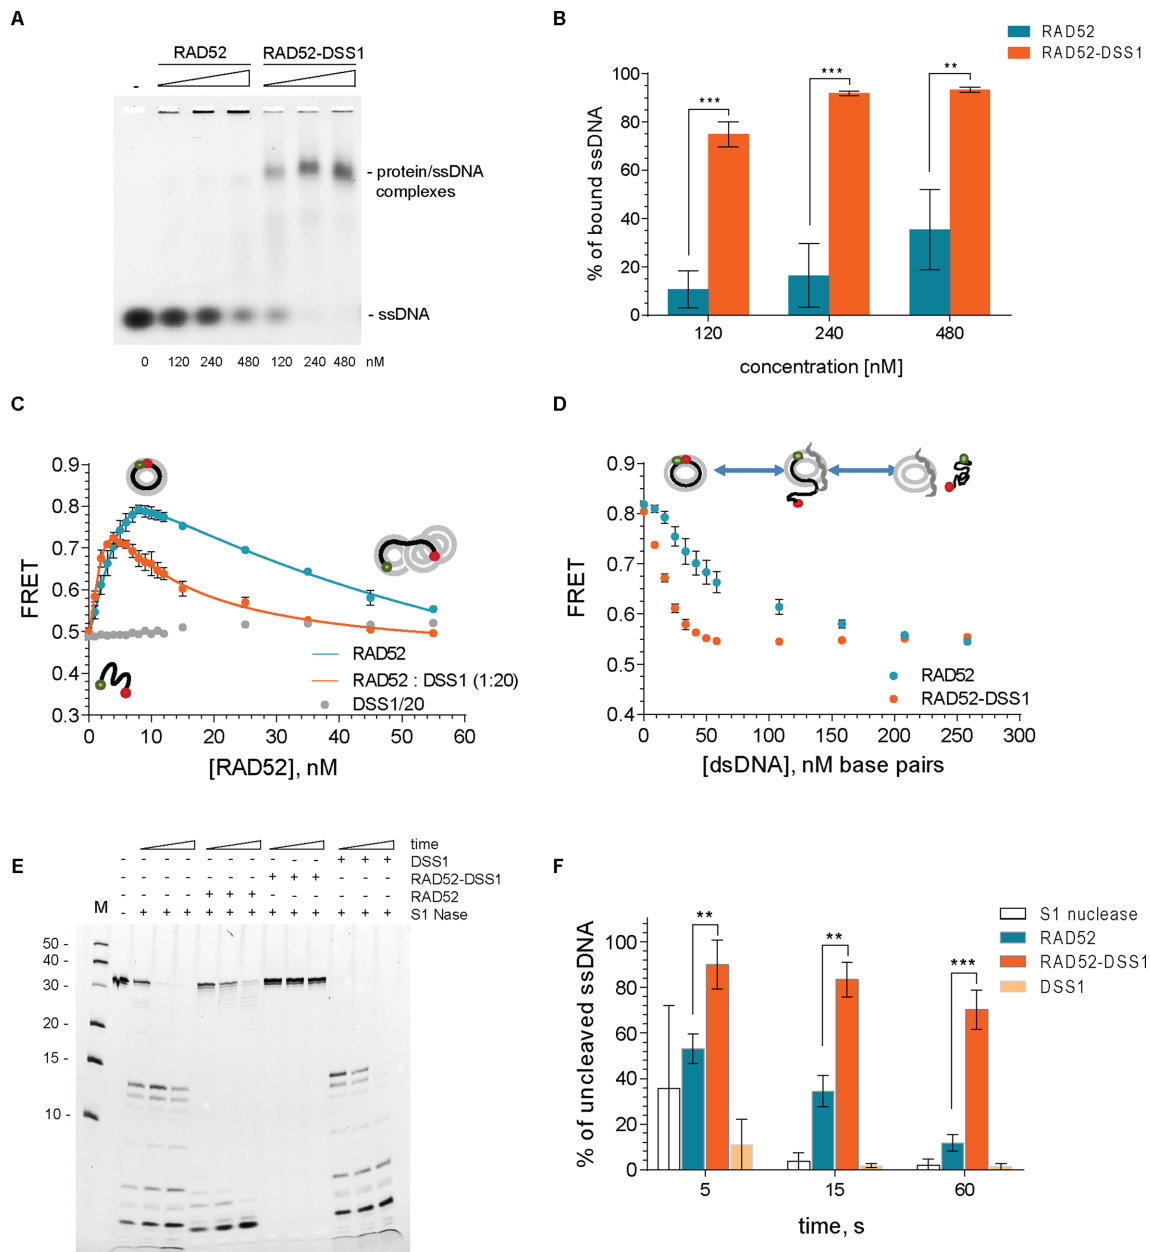 A
RAD52 RAD52-DSS1
-
- protein/ssDNA
complexes
- ssDNA
0 120 240 480 120 240 480 nM
B
RAD52
RAD52-DSS1
% of bound ssDNA
100
80
60
40
20
0
*** *** **
120 240 480
concentration [nM]
C
FRET
0.9
0.8
0.7
0.6
0.5
0.4
0.3
RAD52
RAD52 : DSS1 (1:20)
DSS1/20
0 10 20 30 40 50 60
[RAD52], nM
D
FRET
0.9
0.8
0.7
0.6
0.5
0.4
RAD52
RAD52-DSS1
0 50 100 150 200 250 300
[dsDNA], nM base pairs
E
time
- - - - - - - - - - + + + DSS1
- - - - - - - + + + - - - RAD52-DSS1
- - - - + + + - - - - - - RAD52
- + + + + + + + + + + + + S1 Nase
M
50 -
40 -
30 -
20 -
15 -
10 -
F
S1 nuclease
RAD52
RAD52-DSS1
DSS1
% of uncleaved ssDNA
100
80
60
40
20
0
** ** ***
5 15 60
time, s